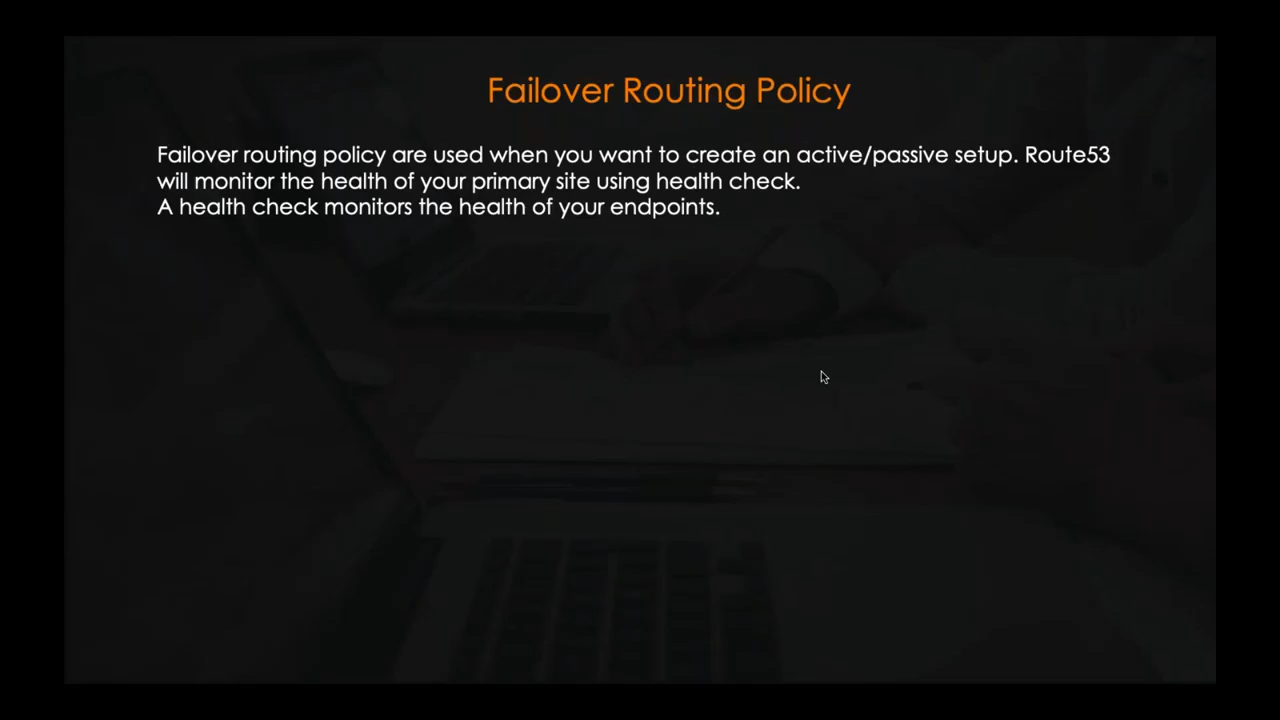 Failover Routing Policy
Failover routing policy are used when you want to create an active/passive setup. Route53
will monitor the health of your primary site using health check.
A health check monitors the health of your endpoints.